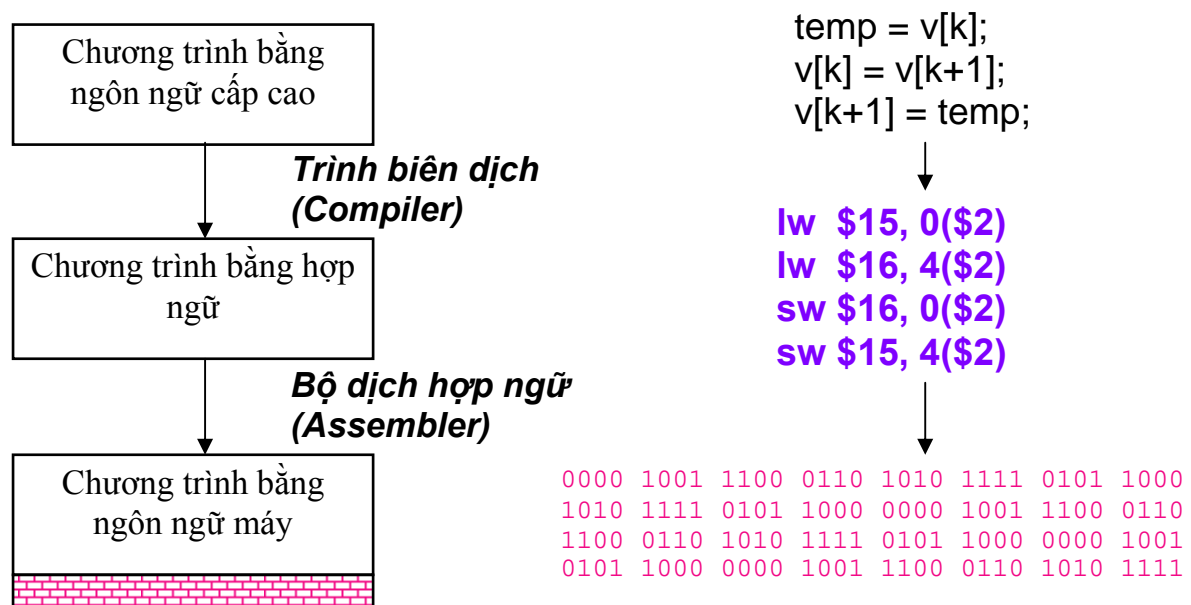 Chương trình bằng
ngôn ngữ cấp cao
Trình biên dịch
(Compiler)
Chương trình bằng hợp
ngữ
Bộ dịch hợp ngữ
(Assembler)
Chương trình bằng
ngôn ngữ máy
temp = v[k];
v[k] = v[k+1];
v[k+1] = temp;
lw $15, 0($2)
lw $16, 4($2)
sw $16, 0($2)
sw $15, 4($2)
0000 1001 1100 0110 1010 1111 0101 1000
1010 1111 0101 1000 0000 1001 1100 0110
1100 0110 1010 1111 0101 1000 0000 1001
0101 1000 0000 1001 1100 0110 1010 1111